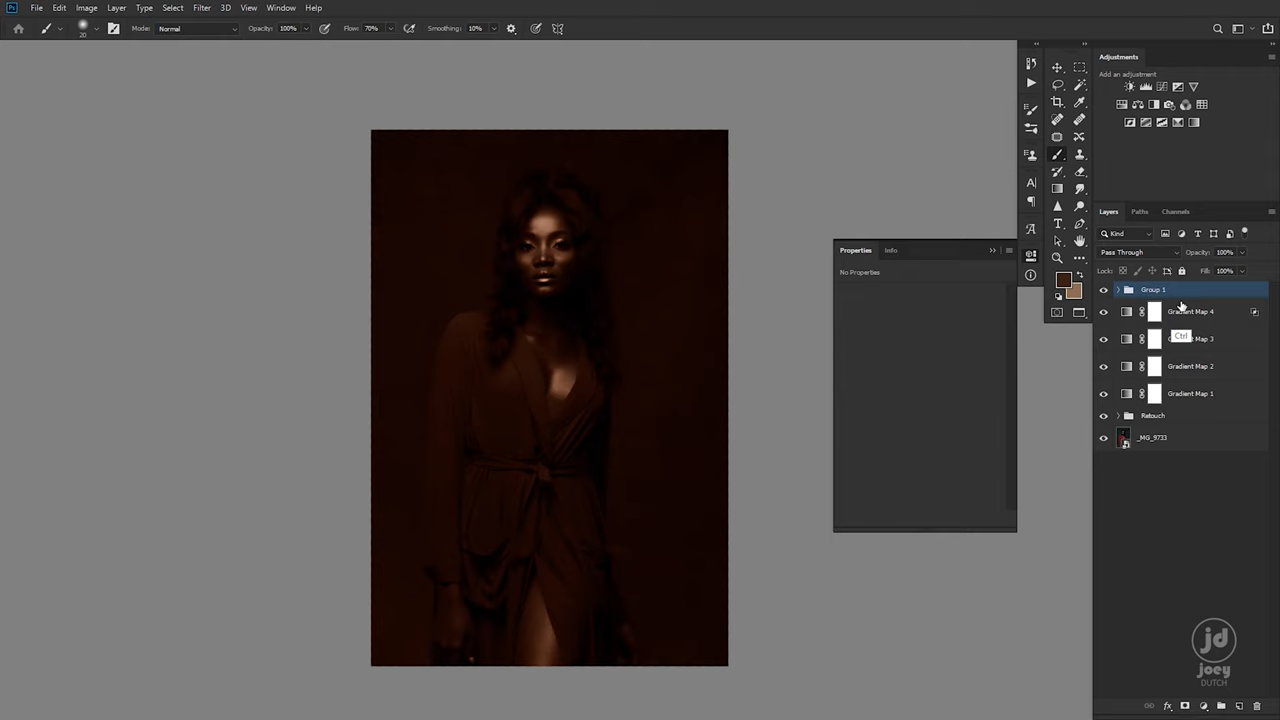 Ps File Edit Image Layer Type Select Filter 3D View Window Help
20 Mode: Normal Opacity: 100% Flow: 70% Smoothing: 10%
Adjustments
Add an adjustment
Layers Paths Channels
Kind
Pass Through Opacity: 100%
Lock: Fill: 100%
Properties Info
No Properties
Group 1
Gradient Map 4
Ctrl
Map 3
Gradient Map 2
Gradient Map 1
Retouch
_MG_9733
jd
joey
DUTCH